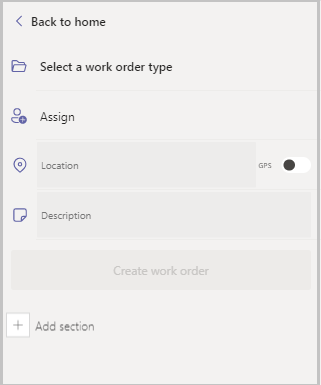 Back to home
Select a work order type
Assign
Location GPS
Description
Create work order
Add section